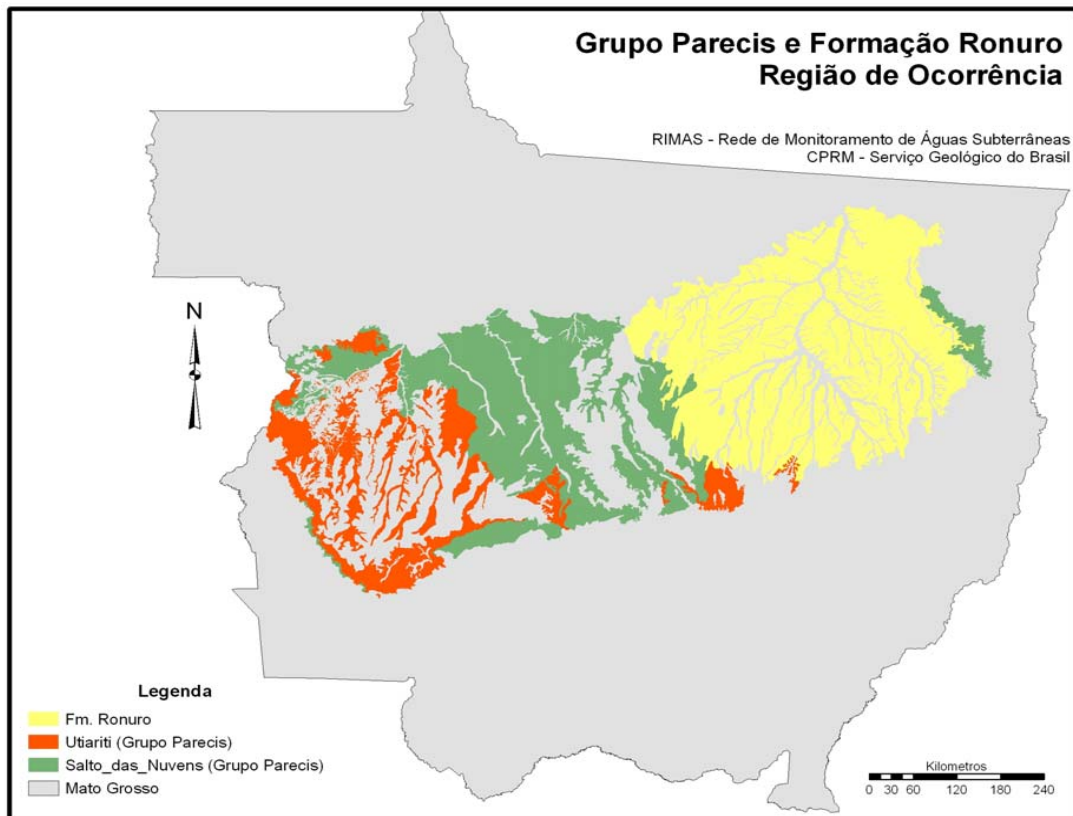 Grupo Parecis e Formação Ronuro
Região de Ocorrência
RIMAS - Rede de Monitoramento de Águas Subterrâneas
CPRM - Serviço Geológico do Brasil
N
Legenda
Fm. Ronuro
Utiariti (Grupo Parecis)
Salto_das_Nuvens (Grupo Parecis)
Mato Grosso
Kilometros
0 30 60 120 180 240